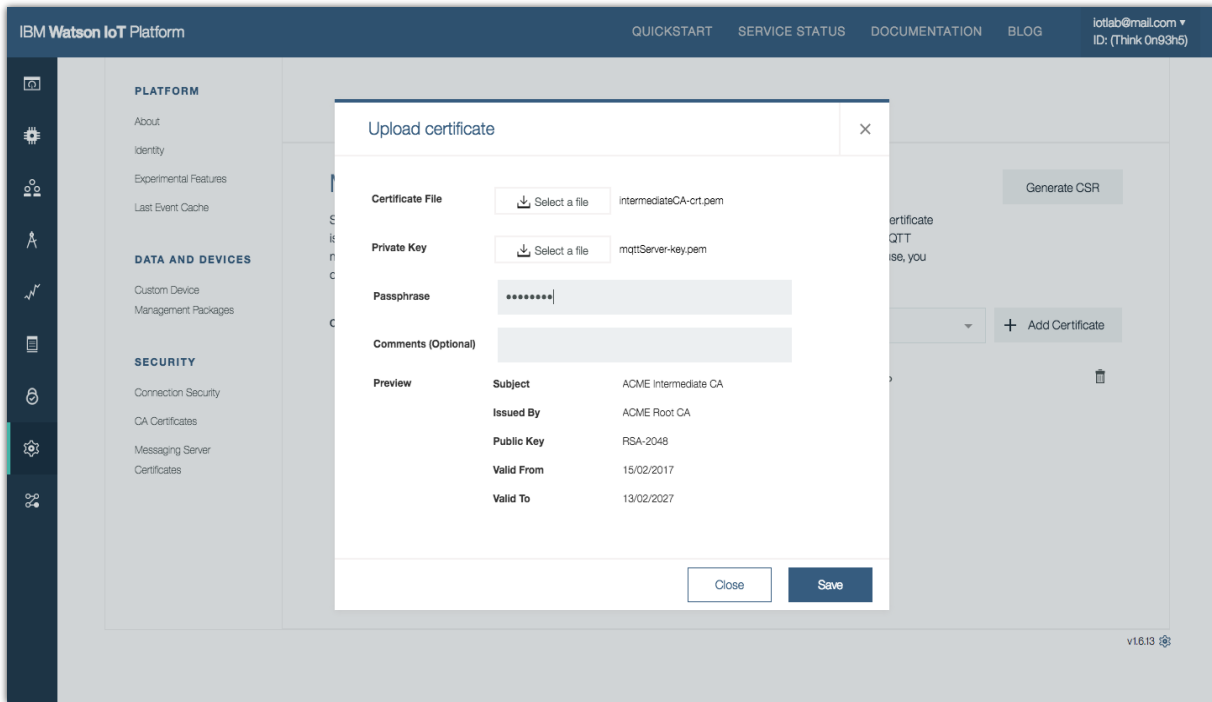 IBM Watson IoT Platform
QUICKSTART SERVICE STATUS DOCUMENTATION BLOG
iotlab@mail.com
ID: (Think 0n93h5)
PLATFORM
About
Identity
Experimental Features
Last Event Cache
DATA AND DEVICES
Custom Device
Management Packages
SECURITY
Connection Security
CA Certificates
Messaging Server
Certificates
Upload certificate
Certificate File Select a file intermediateCA-crt.pem
Private Key Select a file mqttServer-key.pem
Passphrase ••••••••
Comments (Optional)
Preview Subject ACME Intermediate CA
Issued By ACME Root CA
Public Key RSA-2048
Valid From 15/02/2017
Valid To 13/02/2027
Close Save
Generate CSR
ertificate
se, you
+ Add Certificate
v1.6.13